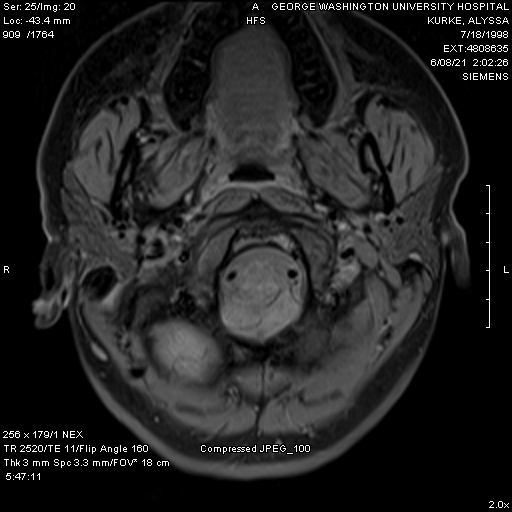 Ser: 25/Img: 20
Loc: -43.4 mm
909 /1764
A
HFS
GEORGE WASHINGTON UNIVERSITY HOSPITAL
KURKE, ALYSSA
7/18/1998
EXT:4808635
6/08/21 2:02:26
SIEMENS
R
L
256 x 179/1 NEX
TR 2520/TE 11/Flip Angle 160
Thk 3 mm Spc 3.3 mm/FOV* 18 cm
5:47:11
Compressed JPEG_100
2.0x